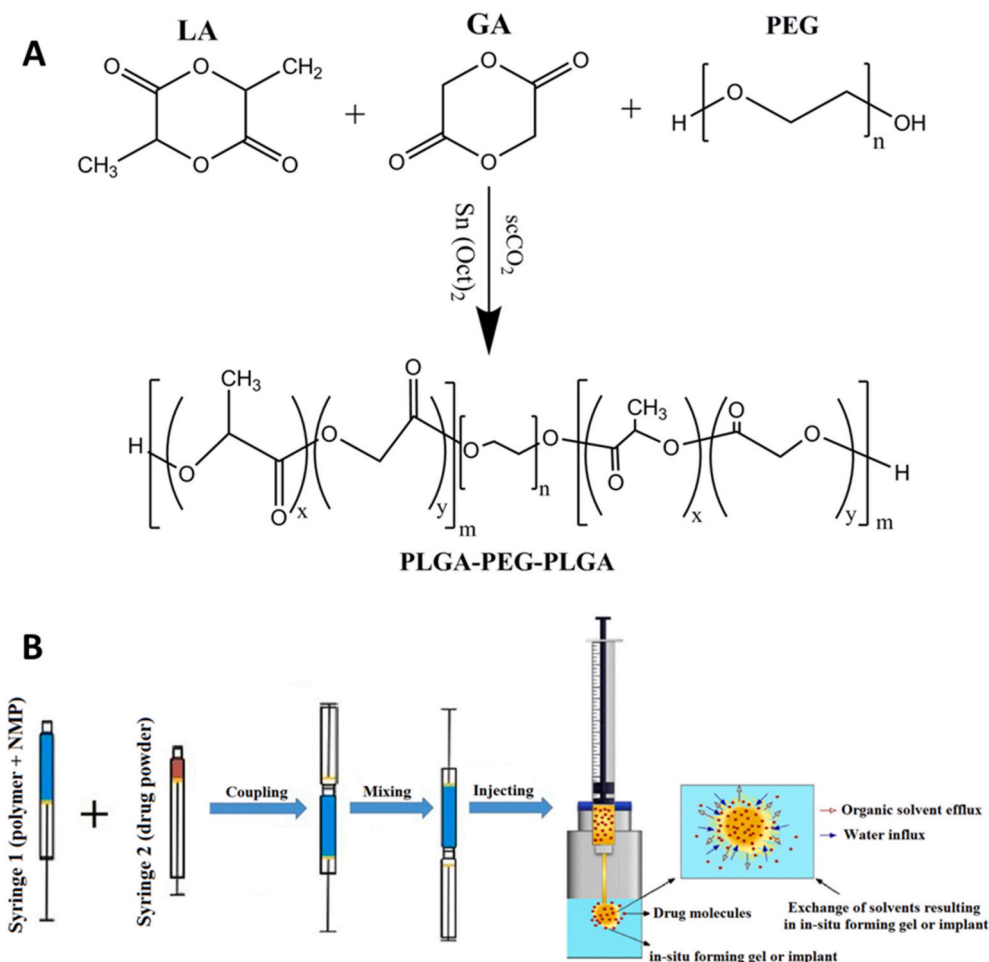 A
LA
GA
PEG
O
O
CH₂
O
O
CH₃
+
O
O
O
O
+
H
O
n
OH
Sn (Oct)₂
scCO₂
H
O
CH₃
O
x
O
O
y
m
O
n
O
O
CH₃
O
x
O
O
y
m
H
PLGA-PEG-PLGA
B
Syringe 1 (polymer + NMP)
+
Syringe 2 (drug powder)
Coupling
Mixing
Injecting
Organic solvent efflux
Water influx
Drug molecules
Exchange of solvents resulting
in in-situ forming gel or implant
in-situ forming gel or implant